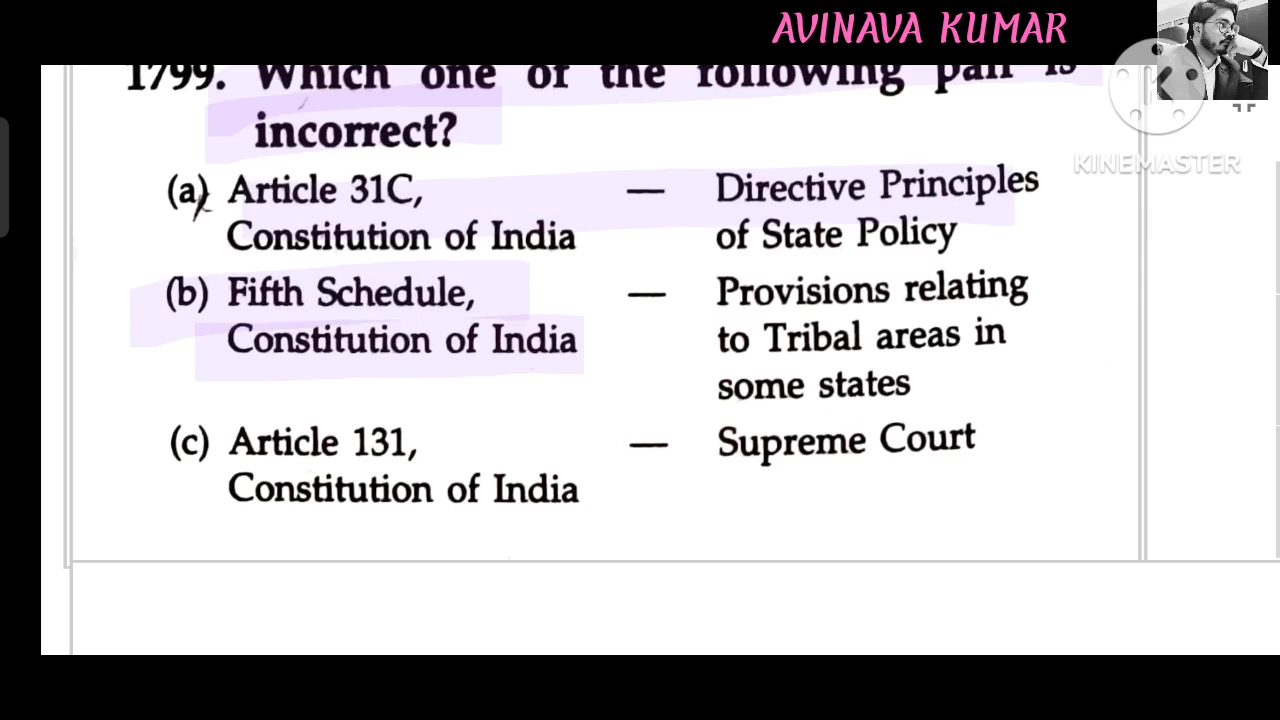 AVINAVA KUMAR
1799. Which one of the following pair is
incorrect?
(a) Article 31C, — Directive Principles
Constitution of India of State Policy
(b) Fifth Schedule, — Provisions relating
Constitution of India to Tribal areas in
some states
(c) Article 131, — Supreme Court
Constitution of India
KINEMASTER